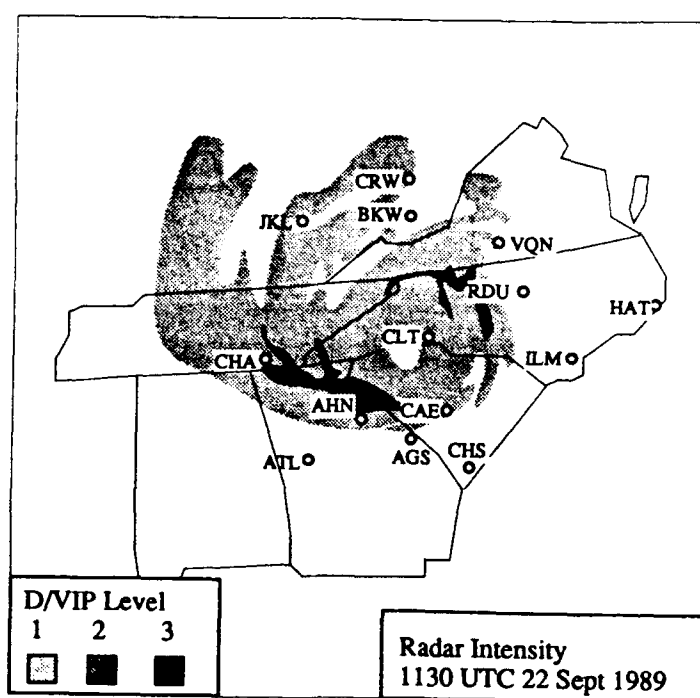 CRW
BKW
JKL
VQN
RDU
HAT
CLT
CHA
ILM
AHN
CAE
AGS
CHS
ATL
D/VIP Level
1 2 3
Radar Intensity
1130 UTC 22 Sept 1989